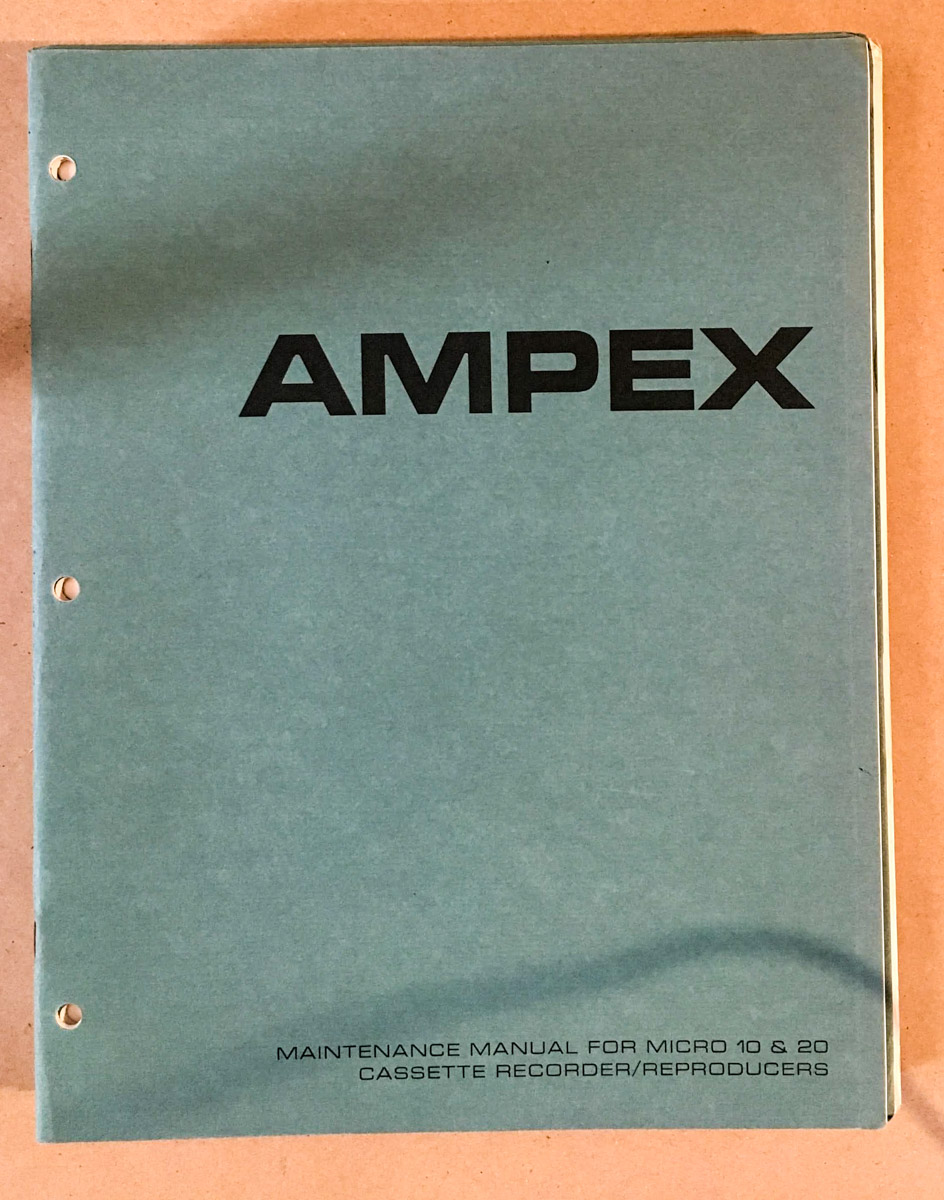 AMPEX
MAINTENANCE MANUAL FOR MICRO 10 & 20
CASSETTE RECORDER/REPRODUCERS